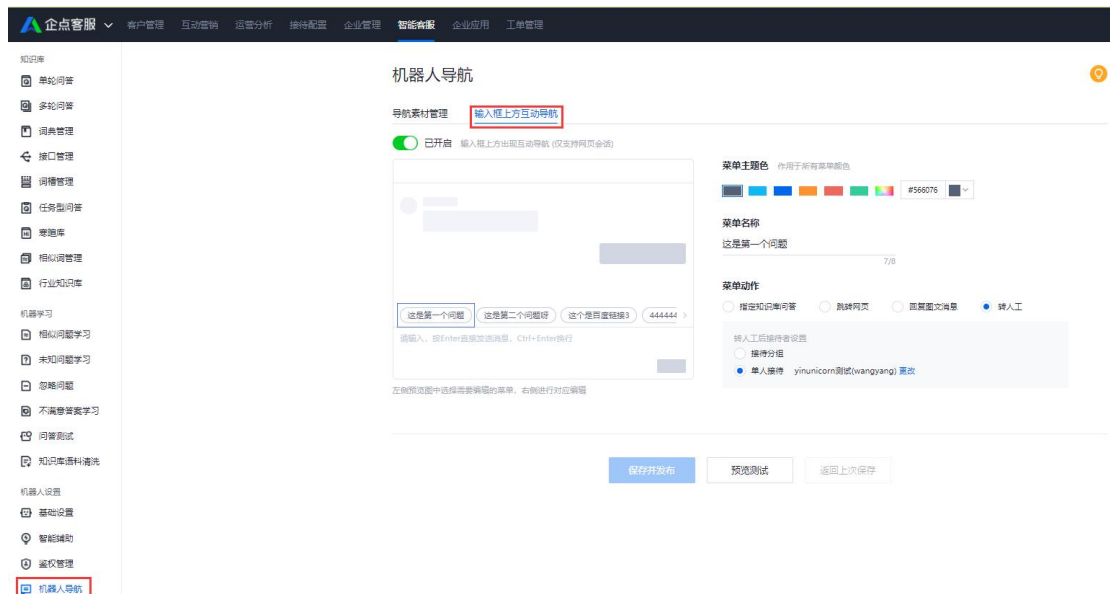 企点客服 客户管理 互动营销 运营分析 接待配置 企业管理 智能客服 企业应用 工单管理
知识库
单轮问答
多轮问答
词典管理
接口管理
词槽管理
任务型问答
寒暄库
相似词管理
行业知识库
机器学习
相似问题学习
未知问题学习
忽略问题
不满意答案学习
问答测试
知识库语料清洗
机器人设置
基础设置
智能辅助
鉴权管理
机器人导航
机器人导航
导航素材管理 输入框上方互动导航
已开启 输入框上方出现互动导航 (仅支持网页会话)
这是第一个问题 这是第二个问题呀 这个是百度链接3 444444
请输入, 按Enter直接发送消息, Ctrl+Enter换行
左侧预览图中选择需要编辑的菜单, 右侧进行对应编辑
菜单主题色 作用于所有菜单颜色
#566076
菜单名称
这是第一个问题
7/8
菜单动作
指定知识库问答 跳转网页 回复图文消息 转人工
转人工后接待者设置
接待分组
单人接待 yinunicorn测试(wangyang) 更改
保存并发布 预览测试 返回上次保存